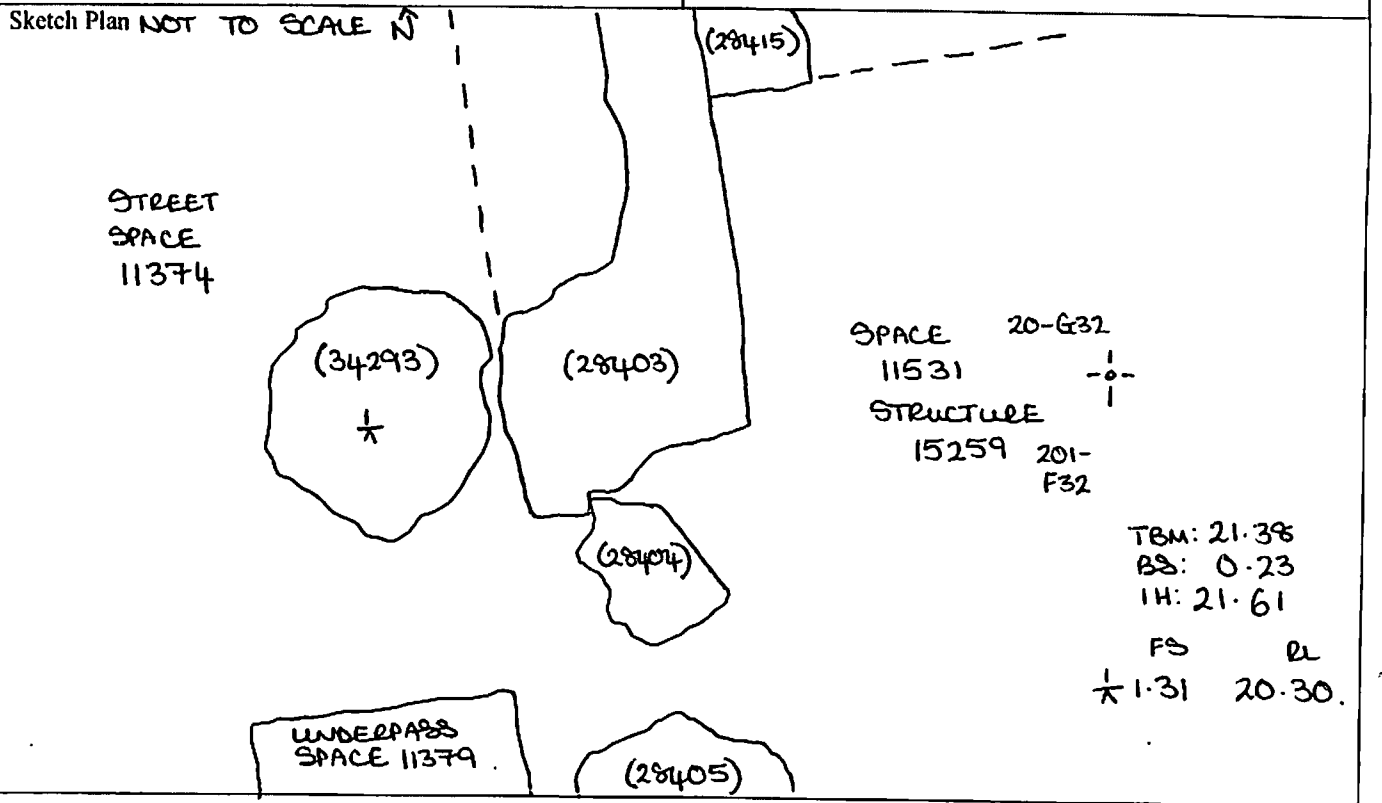 Sketch Plan NOT TO SCALE N
(28415)
STREET
SPACE
11374
(34293)
(28403)
SPACE 20-G32
11531
STRUCTURE
15259 201-
F32
(28404)
TBM: 21.38
BS: 0.23
IH: 21.61
FS RL
1.31 20.30.
UNDERPASS
SPACE 11379.
(28405)